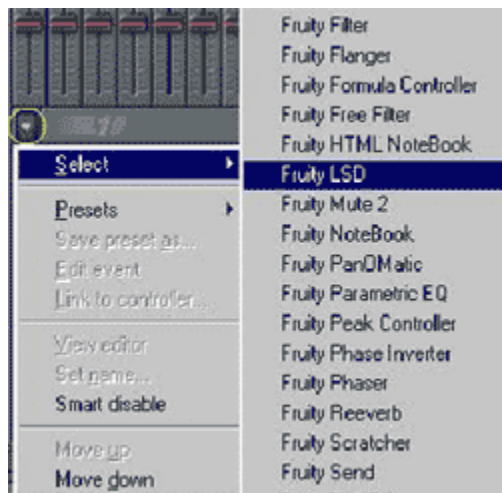 Select
Presets
Save preset as...
Edit event
Link to controller...
View editor
Set name...
Smart disable
Move up
Move down
Fruity Filter
Fruity Flanger
Fruity Formula Controller
Fruity Free Filter
Fruity HTML NoteBook
Fruity LSD
Fruity Mute 2
Fruity NoteBook
Fruity PanOMatic
Fruity Parametric EQ
Fruity Peak Controller
Fruity Phase Inverter
Fruity Phaser
Fruity Reeverb
Fruity Scratcher
Fruity Send